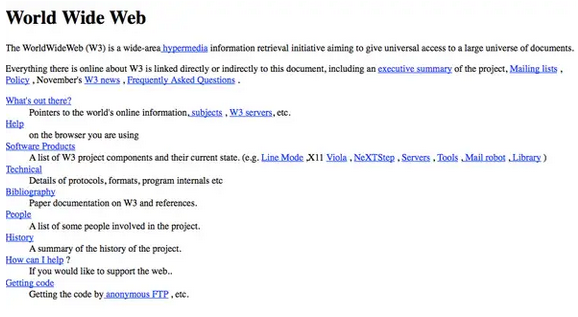 World Wide Web
The WorldWideWeb (W3) is a wide-area hypermedia information retrieval initiative aiming to give universal access to a large universe of documents.
Everything there is online about W3 is linked directly or indirectly to this document, including an executive summary of the project, Mailing lists ,
Policy , November's W3 news , Frequently Asked Questions .
What's out there?
Pointers to the world's online information, subjects , W3 servers, etc.
Help
on the browser you are using
Software Products
A list of W3 project components and their current state. (e.g. Line Mode ,X11 Viola , NeXTStep , Servers , Tools , Mail robot , Library )
Technical
Details of protocols, formats, program internals etc
Bibliography
Paper documentation on W3 and references.
People
A list of some people involved in the project.
History
A summary of the history of the project.
How can I help ?
If you would like to support the web..
Getting code
Getting the code by anonymous FTP , etc.